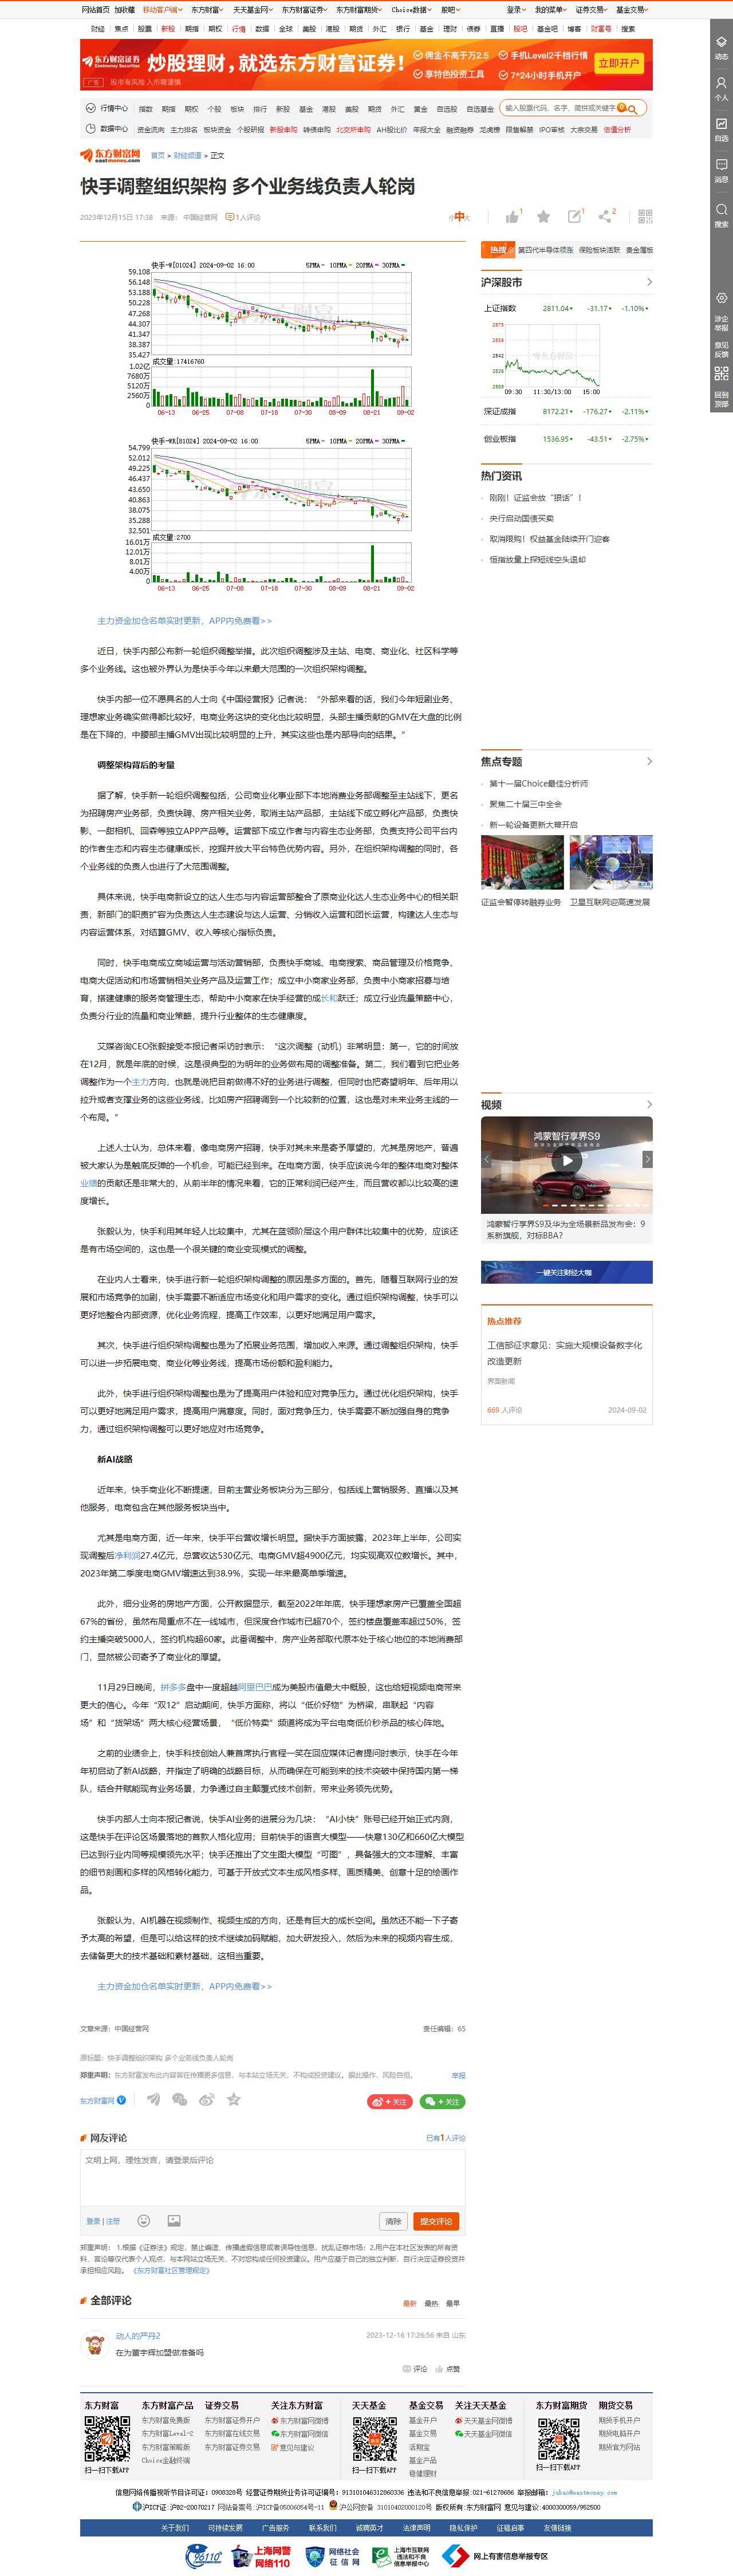 网站首页 加收藏 移动客户端 东方财富 天天基金网 东方财富证券 东方财富期货 Choice数据 股吧 登录 我的菜单 证券交易 基金交易
财经 焦点 股票 新股 期指 期权 行情 数据 全球 美股 港股 期货 外汇 银行 基金 理财 债券 直播 股吧 基金吧 博客 财富号 搜索
东方财富证券 炒股理财，就选东方财富证券!
佣金不高于万2.5 手机Level2十档行情
享特色投资工具 7*24小时手机开户
立即开户
广告 股市有风险 入市需谨慎
行情中心 指数 期指 期权 个股 板块 排行 新股 基金 港股 美股 期货 外汇 黄金 自选股 自选基金
输入股票代码、名字、简拼或关键字
数据中心 资金流向 主力排名 板块资金 个股研报 新股申购 转债申购 北交所申购 AH股比价 年报大全 融资融券 龙虎榜 限售解禁 IPO审核 大宗交易 估值分析
东方财富网 首页 > 财经频道 > 正文
eastmoney.com
快手调整组织架构 多个业务线负责人轮岗
2023年12月15日 17:38 来源： 中国经营网 1人评论
小 中 大
1
1
2
快手-W[01024] 2024-09-02 16:00 5PMA 10PMA 20PMA 30PMA
59.108
56.148
53.188
50.228
47.268
44.307
41.347
38.387
35.427
成交量:17416760
1.02亿
7680万
5120万
2560万
0
06-13 06-25 07-08 07-18 07-30 08-09 08-21 09-02
快手-WR[81024] 2024-09-02 16:00 5PMA 10PMA 20PMA 30PMA
54.799
52.012
49.225
46.437
43.650
40.863
38.075
35.288
32.501
成交量:2700
16.01万
12.01万
8.01万
4.00万
0
06-13 06-25 07-08 07-18 07-30 08-09 08-21 09-02
主力资金加仓名单实时更新，APP内免费看>>
近日，快手内部公布新一轮组织调整举措。此次组织调整涉及主站、电商、商业化、社区科学等
多个业务线。这也被外界认为是快手今年以来最大范围的一次组织架构调整。
快手内部一位不愿具名的人士向《中国经营报》记者说：“外部来看的话，我们今年短剧业务、
理想家业务确实做得都比较好，电商业务这块的变化也比较明显，头部主播贡献的GMV在大盘的比例
是在下降的，中腰部主播GMV出现比较明显的上升，其实这些也是内部导向的结果。”
调整架构背后的考量
据了解，快手新一轮组织调整包括，公司商业化事业部下本地消费业务部调整至主站线下，更名
为招聘房产业务部，负责快聘、房产相关业务，取消主站产品部，主站线下成立孵化产品部，负责快
影、一甜相机、回森等独立APP产品等。运营部下成立作者与内容生态业务部，负责支持公司平台内
的作者生态和内容生态健康成长，挖掘开放大平台特色优势内容。另外，在组织架构调整的同时，各
个业务线的负责人也进行了大范围调整。
具体来说，快手电商新设立的达人生态与内容运营部整合了原商业化达人生态业务中心的相关职
责，新部门的职责扩容为负责达人生态建设与达人运营、分销收入运营和团长运营，构建达人生态与
内容运营体系，对结算GMV、收入等核心指标负责。
同时，快手电商成立商城运营与活动营销部，负责快手商城、电商搜索、商品管理及价格竞争、
电商大促活动和市场营销相关业务产品及运营工作；成立中小商家业务部，负责中小商家招募与培
育，搭建健康的服务商管理生态，帮助中小商家在快手经营的成长和跃迁；成立行业流量策略中心，
负责分行业的流量和商业策略，提升行业整体的生态健康度。
艾媒咨询CEO张毅接受本报记者采访时表示：“这次调整（动机）非常明显：第一，它的时间放
在12月，就是年底的时候，这是很典型的为明年的业务做布局的调整准备。第二，我们看到它把业务
调整作为一个主力方向，也就是说把目前做得不好的业务进行调整，但同时也把寄望明年、后年用以
拉升或者支撑业务的这些业务线，比如房产招聘调到一个比较新的位置，这也是对未来业务主线的一
个布局。”
上述人士认为，总体来看，像电商房产招聘，快手对其未来是寄予厚望的，尤其是房地产，普遍
被大家认为是触底反弹的一个机会，可能已经到来。在电商方面，快手应该说今年的整体电商对整体
业绩的贡献还是非常大的，从前半年的情况来看，它的正常利润已经产生，而且营收都以比较高的速
度增长。
张毅认为，快手利用其年轻人比较集中，尤其在蓝领阶层这个用户群体比较集中的优势，应该还
是有市场空间的，这也是一个很关键的商业变现模式的调整。
在业内人士看来，快手进行新一轮组织架构调整的原因是多方面的。首先，随着互联网行业的发
展和市场竞争的加剧，快手需要不断适应市场变化和用户需求的变化。通过组织架构调整，快手可以
更好地整合内部资源，优化业务流程，提高工作效率，以更好地满足用户需求。
其次，快手进行组织架构调整也是为了拓展业务范围，增加收入来源。通过调整组织架构，快手
可以进一步拓展电商、商业化等业务线，提高市场份额和盈利能力。
此外，快手进行组织架构调整也是为了提高用户体验和应对竞争压力。通过优化组织架构，快手
可以更好地满足用户需求，提高用户满意度。同时，面对竞争压力，快手需要不断加强自身的竞争
力，通过组织架构调整可以更好地应对市场竞争。
新AI战略
近年来，快手商业化不断提速，目前主营业务板块分为三部分，包括线上营销服务、直播以及其
他服务，电商包含在其他服务板块当中。
尤其是电商方面，近一年来，快手平台营收增长明显。据快手方面披露，2023年上半年，公司实
现调整后净利润27.4亿元，总营收达530亿元、电商GMV超4900亿元，均实现高双位数增长。其中，
2023年第二季度电商GMV增速达到38.9%，实现一年来最高单季增速。
此外，细分业务的房地产方面，公开数据显示，截至2022年年底，快手理想家房产已覆盖全国超
67%的省份，虽然布局重点不在一线城市，但深度合作城市已超70个，签约楼盘覆盖率超过50%，签
约主播突破5000人，签约机构超60家。此番调整中，房产业务部取代原本处于核心地位的本地消费部
门，显然被公司寄予了商业化的厚望。
11月29日晚间，拼多多盘中一度超越阿里巴巴成为美股市值最大中概股，这也给短视频电商带来
更大的信心。今年“双12”启动期间，快手方面称，将以“低价好物”为桥梁，串联起“内容
场”和“货架场”两大核心经营场景，“低价特卖”频道将成为平台电商低价秒杀品的核心阵地。
之前的业绩会上，快手科技创始人兼首席执行官程一笑在回应媒体记者提问时表示，快手在今年
年初启动了新AI战略，并指定了明确的战略目标，从而确保在可能到来的技术突破中保持国内第一梯
队，结合并赋能现有业务场景，力争通过自主颠覆式技术创新，带来业务领先优势。
快手内部人士向本报记者说，快手AI业务的进展分为几块：“AI小快”账号已经开始正式内测，
这是快手在评论区场景落地的首款人格化应用；目前快手的语言大模型——快意130亿和660亿大模型
已达到行业内同等规模领先水平；快手还推出了文生图大模型“可图”，具备强大的文本理解、丰富
的细节刻画和多样的风格转化能力，可基于开放式文本生成风格多样、画质精美、创意十足的绘画作
品。
张毅认为，AI机器在视频制作、视频生成的方向，还是有巨大的成长空间。虽然还不能一下子寄
予太高的希望，但是可以给这样的技术继续加码赋能，加大研发投入，然后为未来的视频内容生成，
去储备更大的技术基础和素材基础，这相当重要。
主力资金加仓名单实时更新，APP内免费看>>
文章来源：中国经营网 责任编辑：65
原标题：快手调整组织架构 多个业务线负责人轮岗
郑重声明：东方财富发布此内容旨在传播更多信息，与本站立场无关，不构成投资建议。据此操作，风险自担。 举报
东方财富网 +关注 +关注
网友评论 已有1人评论
文明上网，理性发言，请登录后评论
登录 | 注册 清除 提交评论
郑重声明： 1.根据《证券法》规定，禁止编造、传播虚假信息或者误导性信息，扰乱证券市场；2.用户在本社区发表的所有资
料、言论等仅代表个人观点，与本网站立场无关，不对您构成任何投资建议。用户应基于自己的独立判断，自行决定证券投资并
承担相应风险。《东方财富社区管理规定》
全部评论 最新 最热 最早
动人的严丹2 2023-12-16 17:26:56 来自 山东
在为董宇辉加盟做准备吗
评论 点赞
热搜 第四代半导体领涨 保险板块活跃 贵金属板
沪深股市
上证指数 2811.04 -31.17 -1.10%
2875
2859
2842
2826
2809
09:30 11:30/13:00 15:00
深证成指 8172.21 -176.27 -2.11%
创业板指 1536.95 -43.51 -2.75%
热门资讯
刚刚！证监会放“狠话”！
央行启动国债买卖
取消限购！权益基金陆续开门迎客
恒指放量上探短线空头退却
焦点专题
第十一届Choice最佳分析师
聚焦二十届三中全会
新一轮设备更新大幕开启
证监会暂停转融券业务 卫星互联网迎高速发展
视频
鸿蒙智行享界S9
鸿蒙智行享界S9及华为全场景新品发布会：9
系新旗舰，对标BBA？
一键关注财经大咖
热点推荐
工信部征求意见：实施大规模设备数字化
改造更新
界面新闻
669 人评论 2024-09-02
动态
个人
自选
消息
搜索
涉企
举报
意见
反馈
回到
顶部
东方财富 东方财富产品 证券交易 关注东方财富 天天基金 基金交易 关注天天基金 东方财富期货 期货交易
东方财富免费版 东方财富证券开户 东方财富网微博 基金开户 天天基金网微博 期货手机开户
东方财富Level-2 东方财富在线交易 东方财富网微信 基金交易 天天基金网微信 期货电脑开户
东方财富策略版 东方财富证券交易 意见与建议 活期宝 期货官方网站
Choice金融终端 基金产品
扫一扫下载APP 扫一扫下载APP 稳健理财 扫一扫下载APP
信息网络传播视听节目许可证：0908328号 经营证券期货业务许可证编号：913101046312860336 违法和不良信息举报:021-61278686 举报邮箱：jubao@eastmoney.com
沪ICP证:沪B2-20070217 网站备案号:沪ICP备05006054号-11 沪公网安备 31010402000120号 版权所有:东方财富网 意见与建议:4000300059/952500
关于我们 可持续发展 广告服务 联系我们 诚聘英才 法律声明 隐私保护 征稿启事 友情链接
96110 上海网警 网络110 网络社会 征信网 上海市互联网 违法和不良 信息举报中心 网上有害信息举报专区